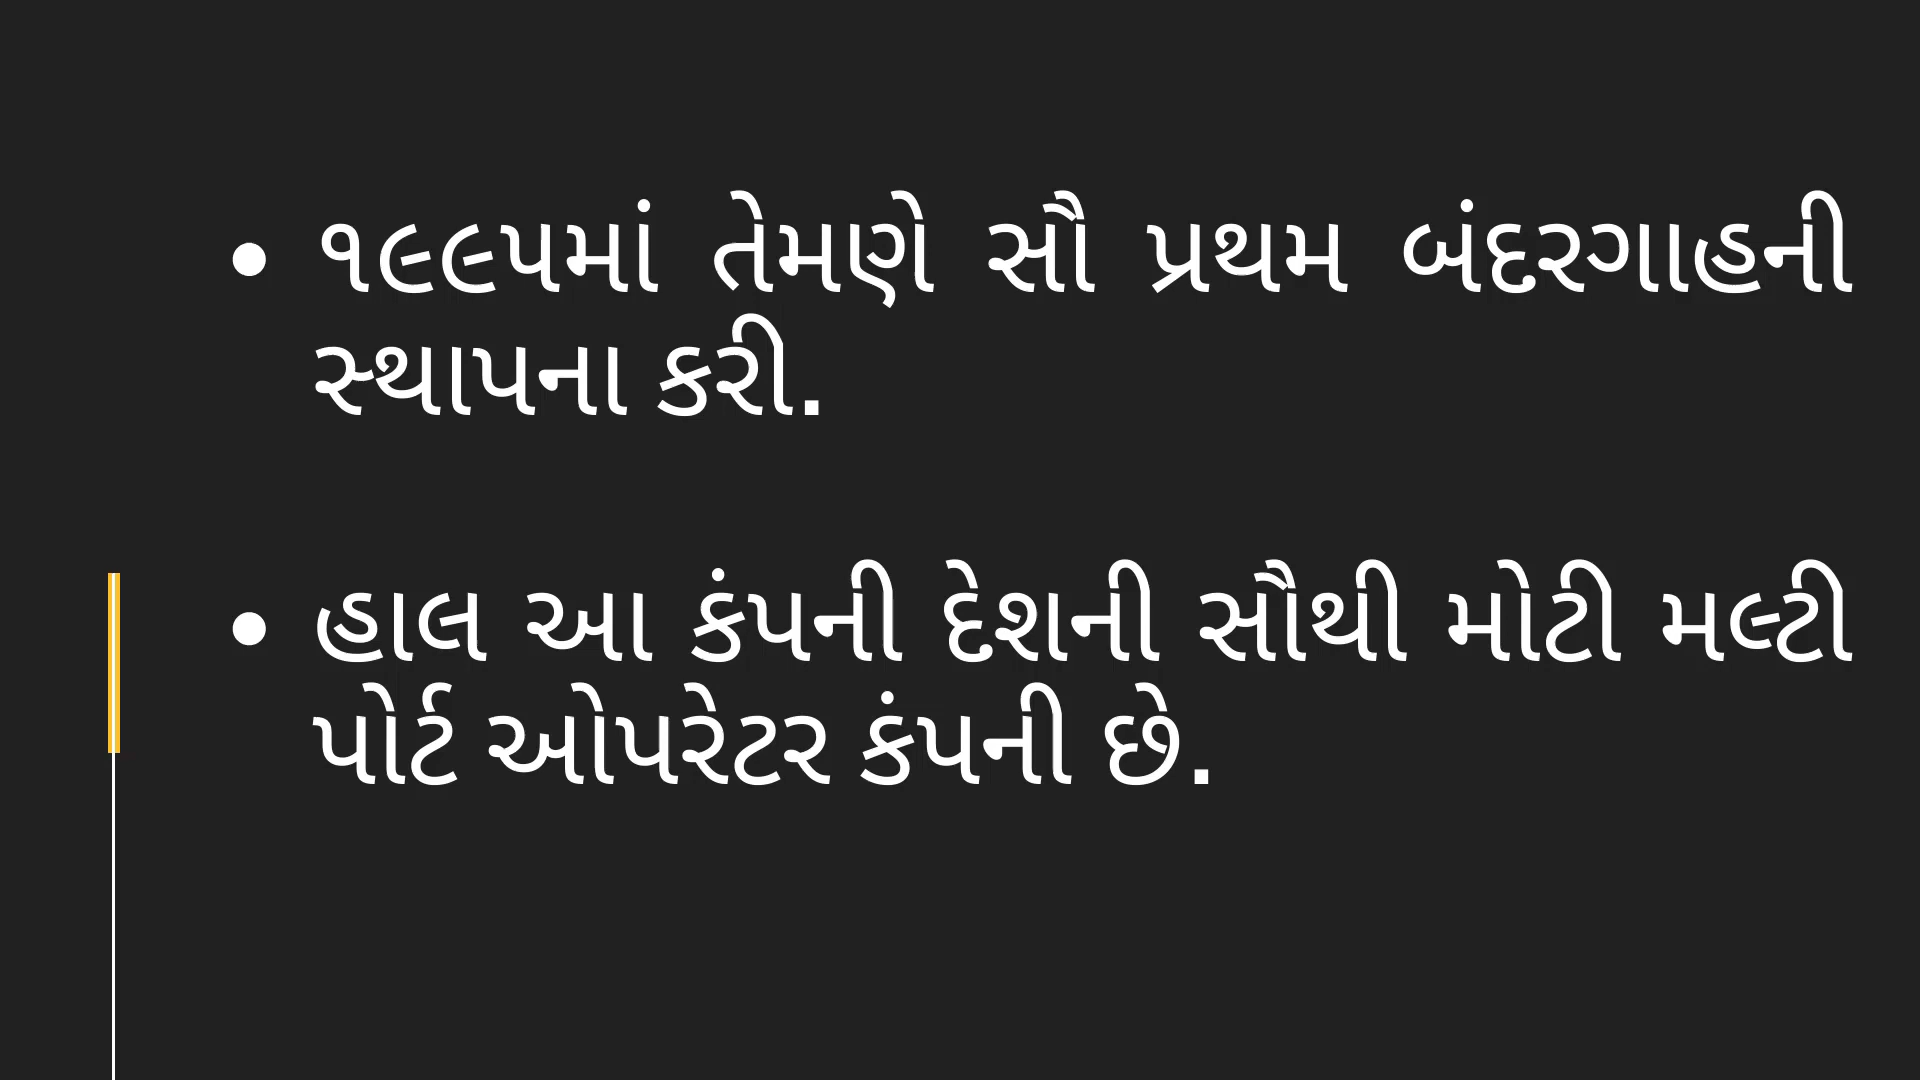 • ૧૯૯૫માં તેમણે સૌ પ્રથમ બંદરગાહની
સ્થાપના કરી.
• હાલ આ કંપની દેશની સૌથી મોટી મલ્ટી
પોર્ટ ઓપરેટર કંપની છે.